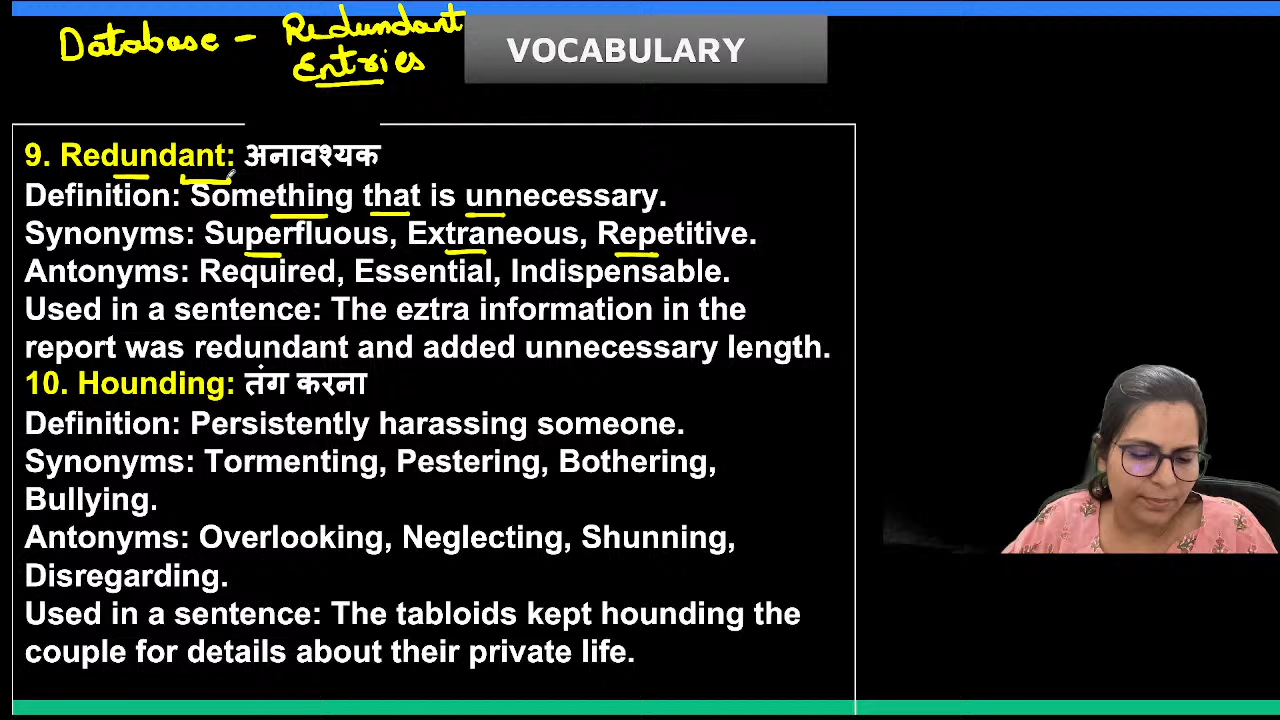 Database - Redundant
Entries
VOCABULARY
9. Redundant: अनावश्यक
Definition: Something that is unnecessary.
Synonyms: Superfluous, Extraneous, Repetitive.
Antonyms: Required, Essential, Indispensable.
Used in a sentence: The eztra information in the
report was redundant and added unnecessary length.
10. Hounding: तंग करना
Definition: Persistently harassing someone.
Synonyms: Tormenting, Pestering, Bothering,
Bullying.
Antonyms: Overlooking, Neglecting, Shunning,
Disregarding.
Used in a sentence: The tabloids kept hounding the
couple for details about their private life.